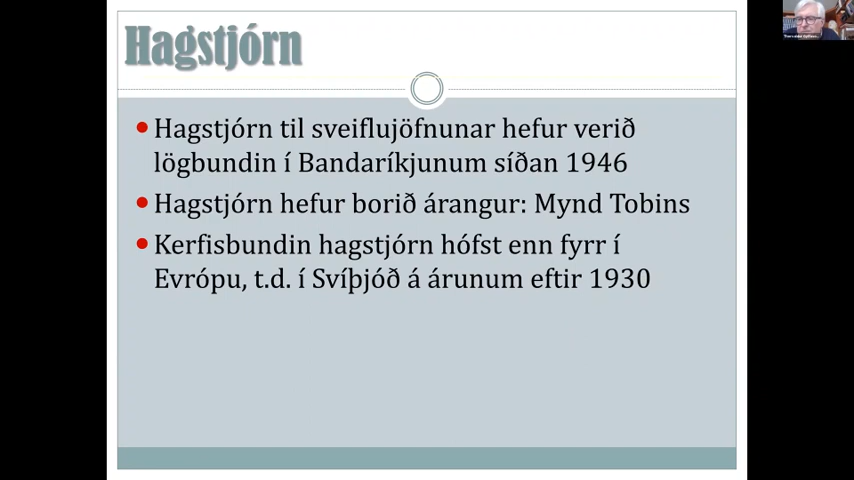 Hagstjórn
Hagstjórn til sveiflujöfnunar hefur verið
lögbundin í Bandaríkjunum síðan 1946
Hagstjórn hefur borið árangur: Mynd Tobins
Kerfisbundin hagstjórn hófst enn fyrr í
Evrópu, t.d. í Svíþjóð á árunum eftir 1930